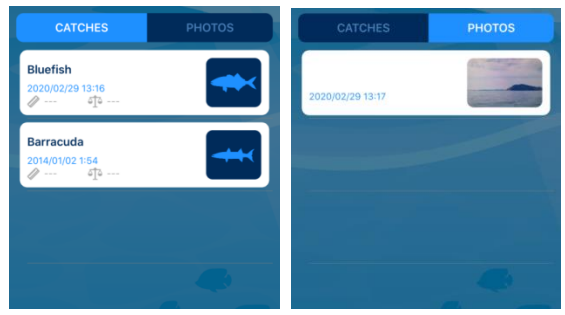 CATCHES PHOTOS
Bluefish
2020/02/29 13:16
--- ---
Barracuda
2014/01/02 1:54
--- ---
CATCHES PHOTOS
2020/02/29 13:17